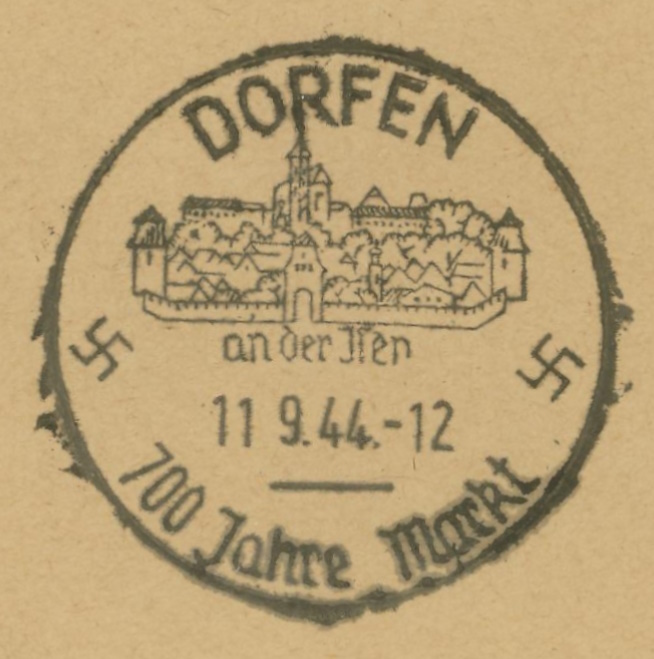 DORFEN
an der Iſen
11 9.44.-12
700 Jahre Markt